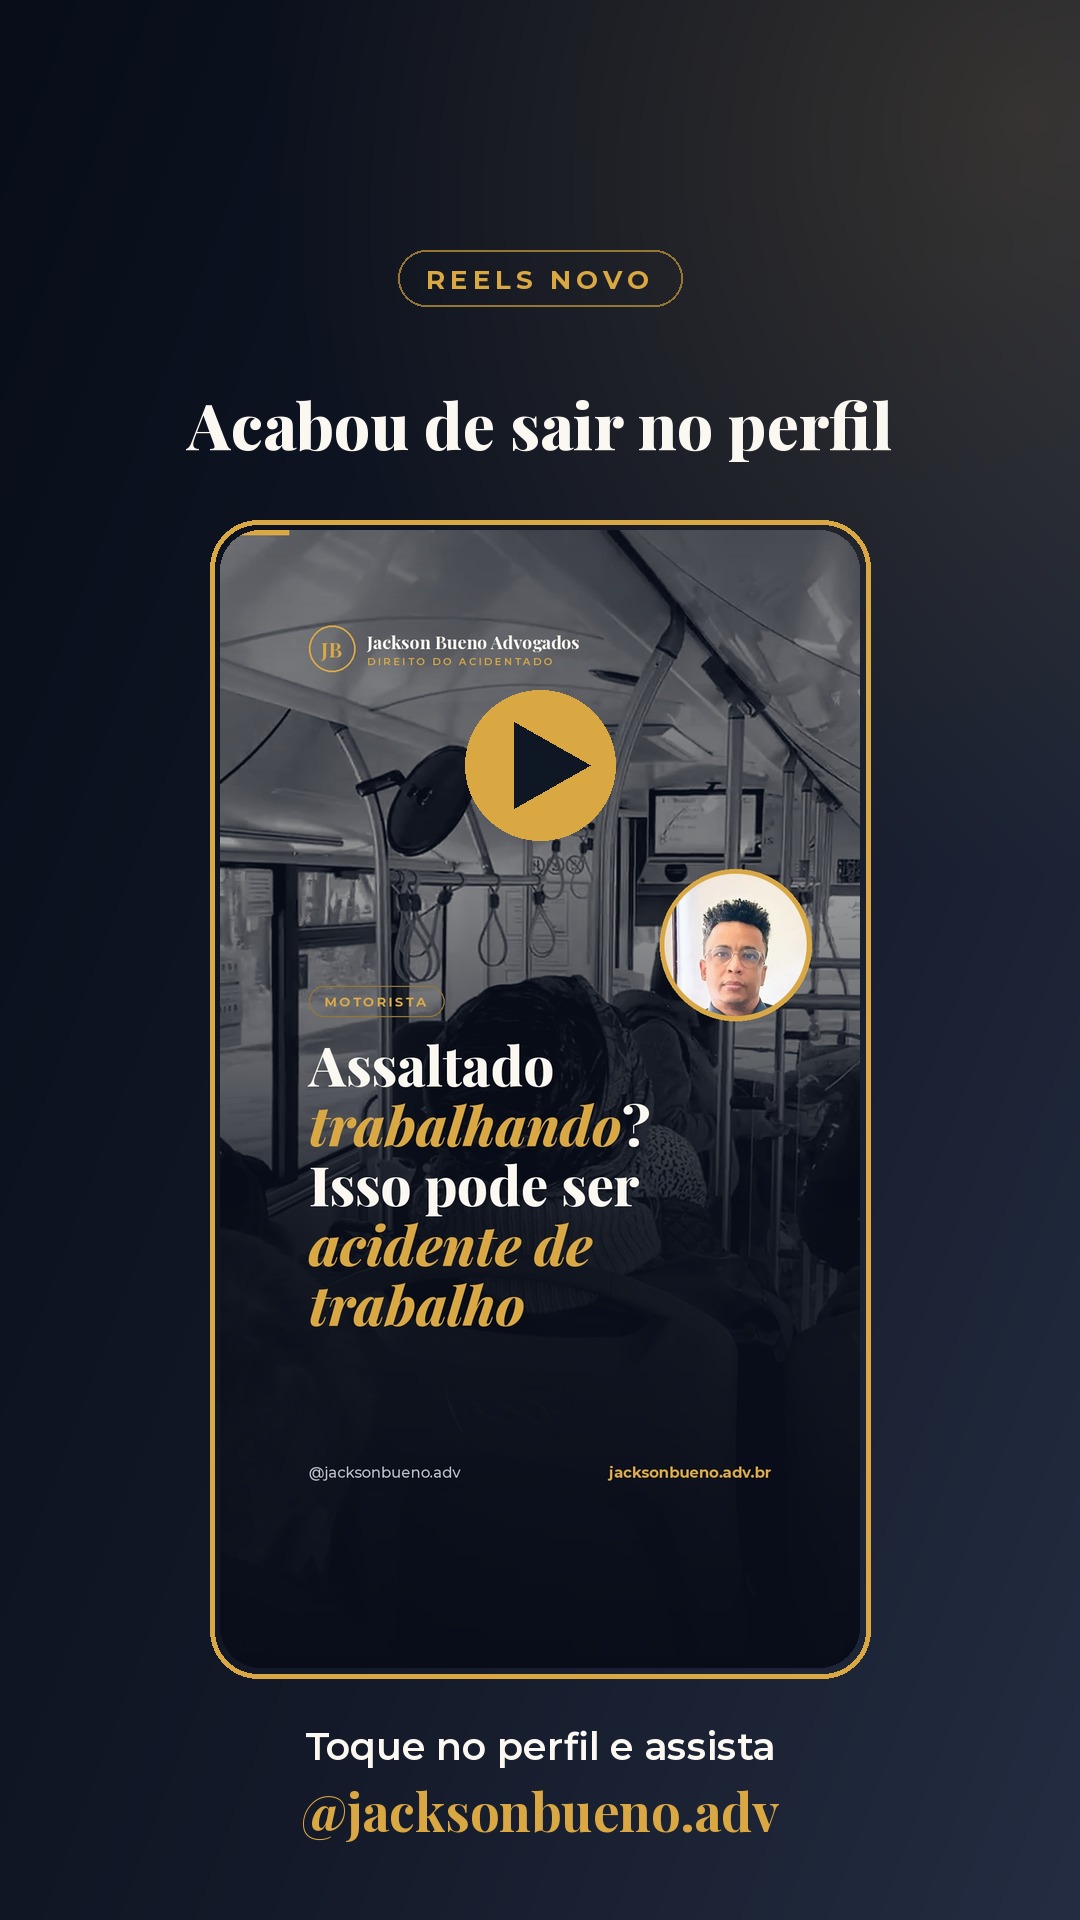 REELS NOVO
Acabou de sair no perfil
JB
Jackson Bueno Advogados
DIREITO DO ACIDENTADO
MOTORISTA
Assaltado
trabalhando?
Isso pode ser
acidente de
trabalho
@jacksonbueno.adv
jacksonbueno.adv.br
Toque no perfil e assista
@jacksonbueno.adv